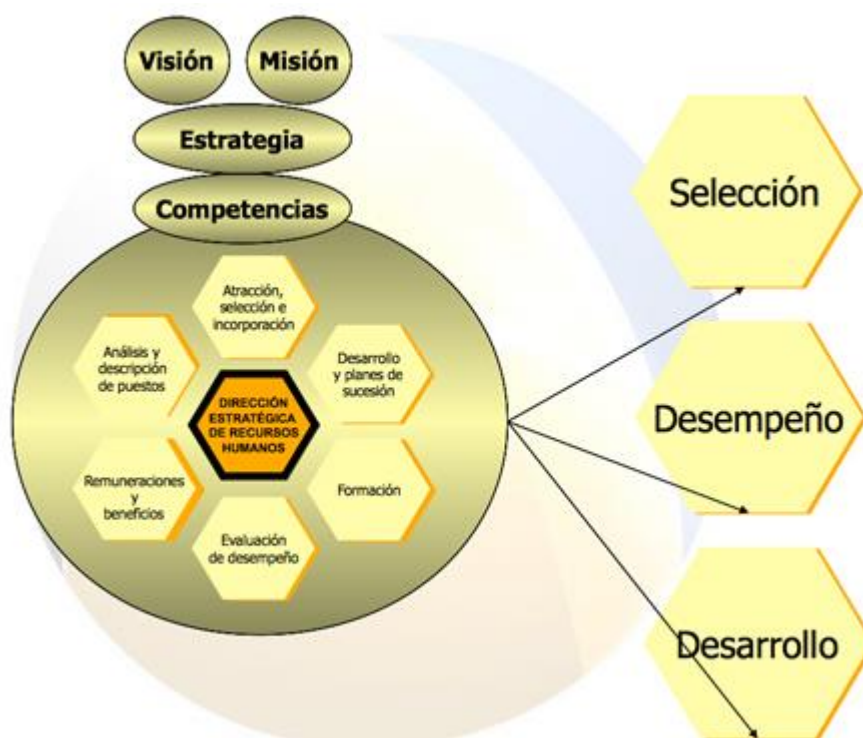 Visión
Misión
Estrategia
Competencias
Atracción,
selección e
incorporación
Análisis y
descripción
de puestos
Desarrollo
y planes de
sucesión
DIRECCIÓN
ESTRATÉGICA
DE RECURSOS
HUMANOS
Remuneraciones
y
beneficios
Formación
Evaluación
de desempeño
Selección
Desempeño
Desarrollo